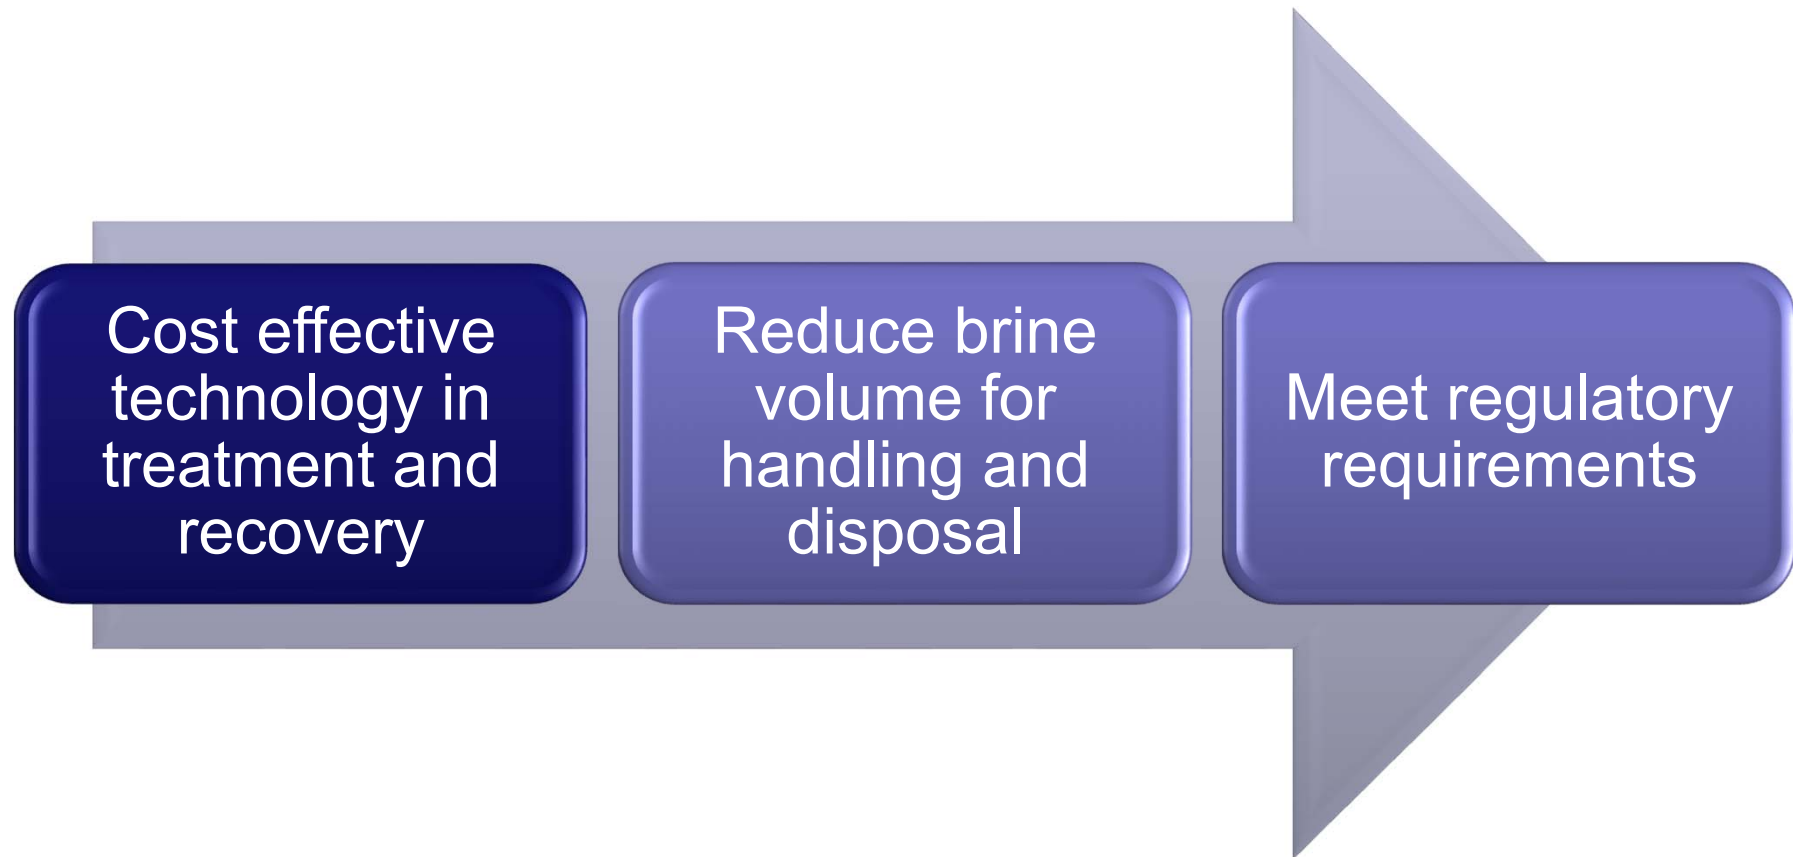 Cost effective
technology in
treatment and
recovery
Reduce brine
volume for
handling and
disposal
Meet regulatory
requirements